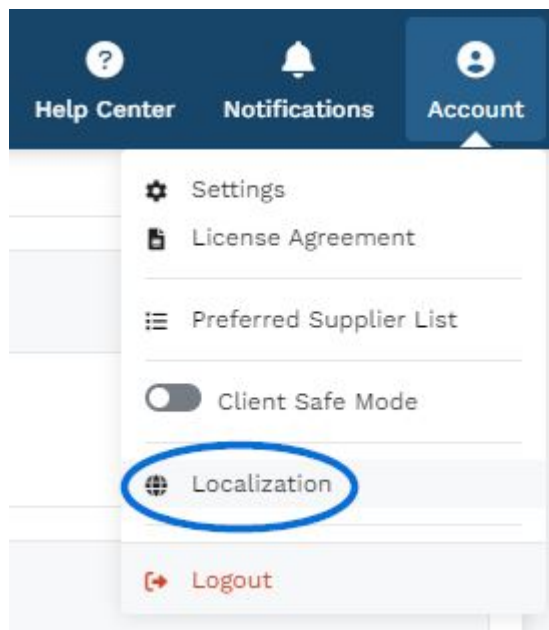 Help Center Notifications Account
Settings
License Agreement
Preferred Supplier List
Client Safe Mode
Localization
Logout